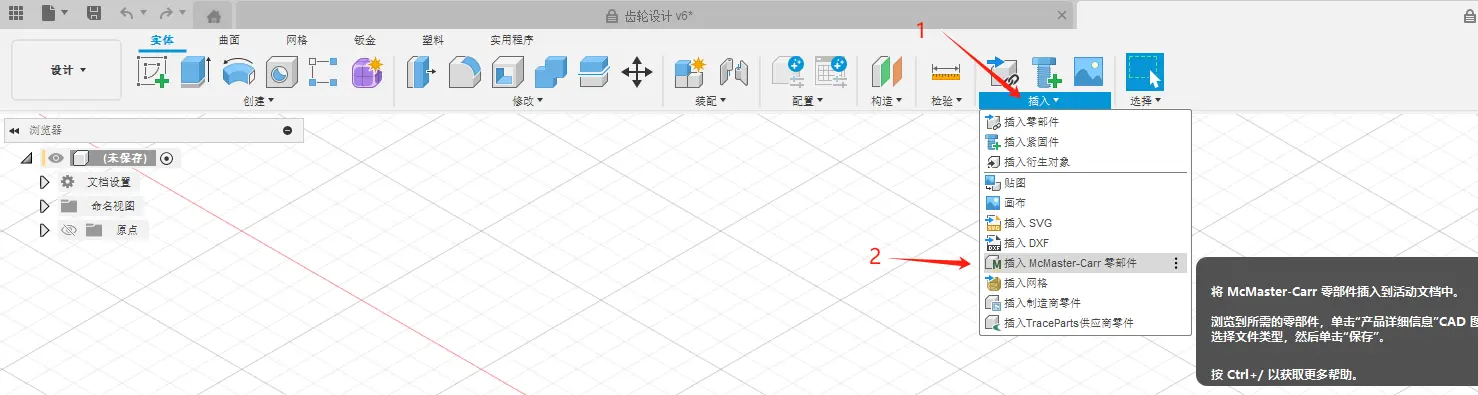 齿轮设计 v6*
1
实体 曲面 网格 钣金 塑料 实用程序
设计
创建 修改 装配 配置 构造 检验 插入 选择
浏览器
(未保存)
文档设置
命名视图
原点
插入零部件
插入紧固件
插入衍生对象
贴图
画布
插入 SVG
插入 DXF
2
插入 McMaster-Carr 零部件
插入网格
插入制造商零件
插入TraceParts供应商零件
将 McMaster-Carr 零部件插入到活动文档中。
浏览到所需的零部件，单击“产品详细信息”CAD 图
选择文件类型，然后单击“保存”。
按 Ctrl+/ 以获取更多帮助。